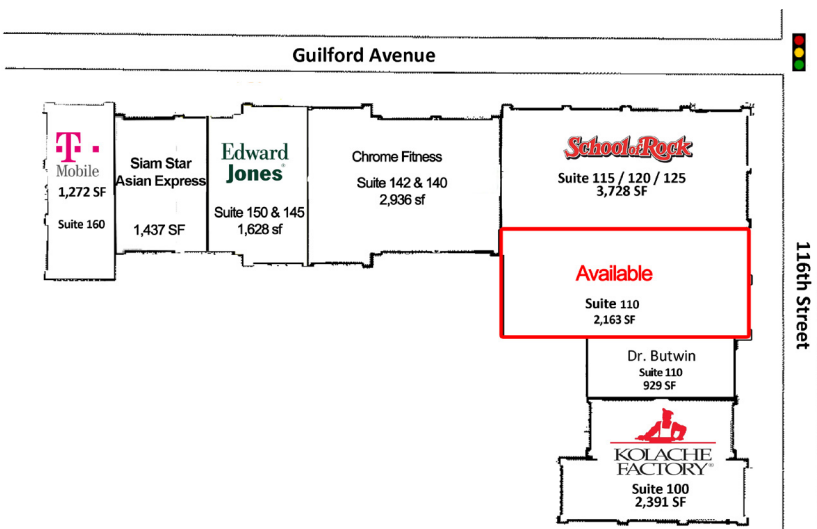 Guilford Avenue
T
Mobile
1,272 SF
Suite 160
Siam Star
Asian Express
1,437 SF
Edward
Jones®
Suite 150 & 145
1,628 sf
Chrome Fitness
Suite 142 & 140
2,936 sf
School of Rock
Suite 115 / 120 / 125
3,728 SF
Available
Suite 110
2,163 SF
116th Street
Dr. Butwin
Suite 110
929 SF
KOLACHE
FACTORY®
Suite 100
2,391 SF